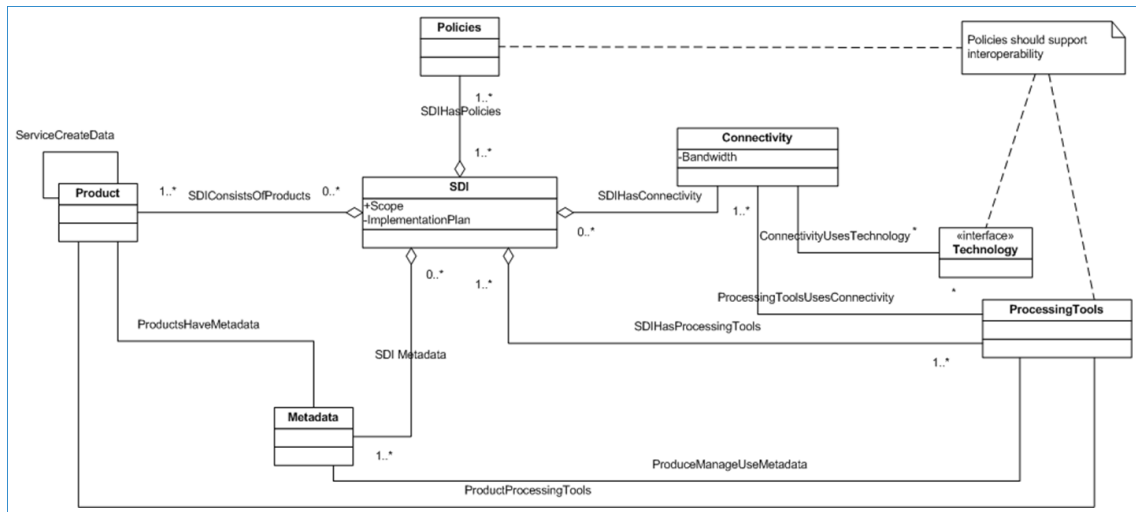 Policies
Policies should support
interoperability
1..*
SDIHasPolicies
ServiceCreateData
Connectivity
-Bandwidth
1..*
SDI
Product
1..*
SDIConsistsOfProducts
0..*
+Scope
-ImplementationPlan
SDIHasConnectivity
1..*
0..*
ConnectivityUsesTechnology
*
«interface»
Technology
0..*
1..*
ProcessingToolsUsesConnectivity
*
ProcessingTools
ProductsHaveMetadata
SDIHasProcessingTools
SDI Metadata
1..*
Metadata
1..*
ProduceManageUseMetadata
ProductProcessingTools